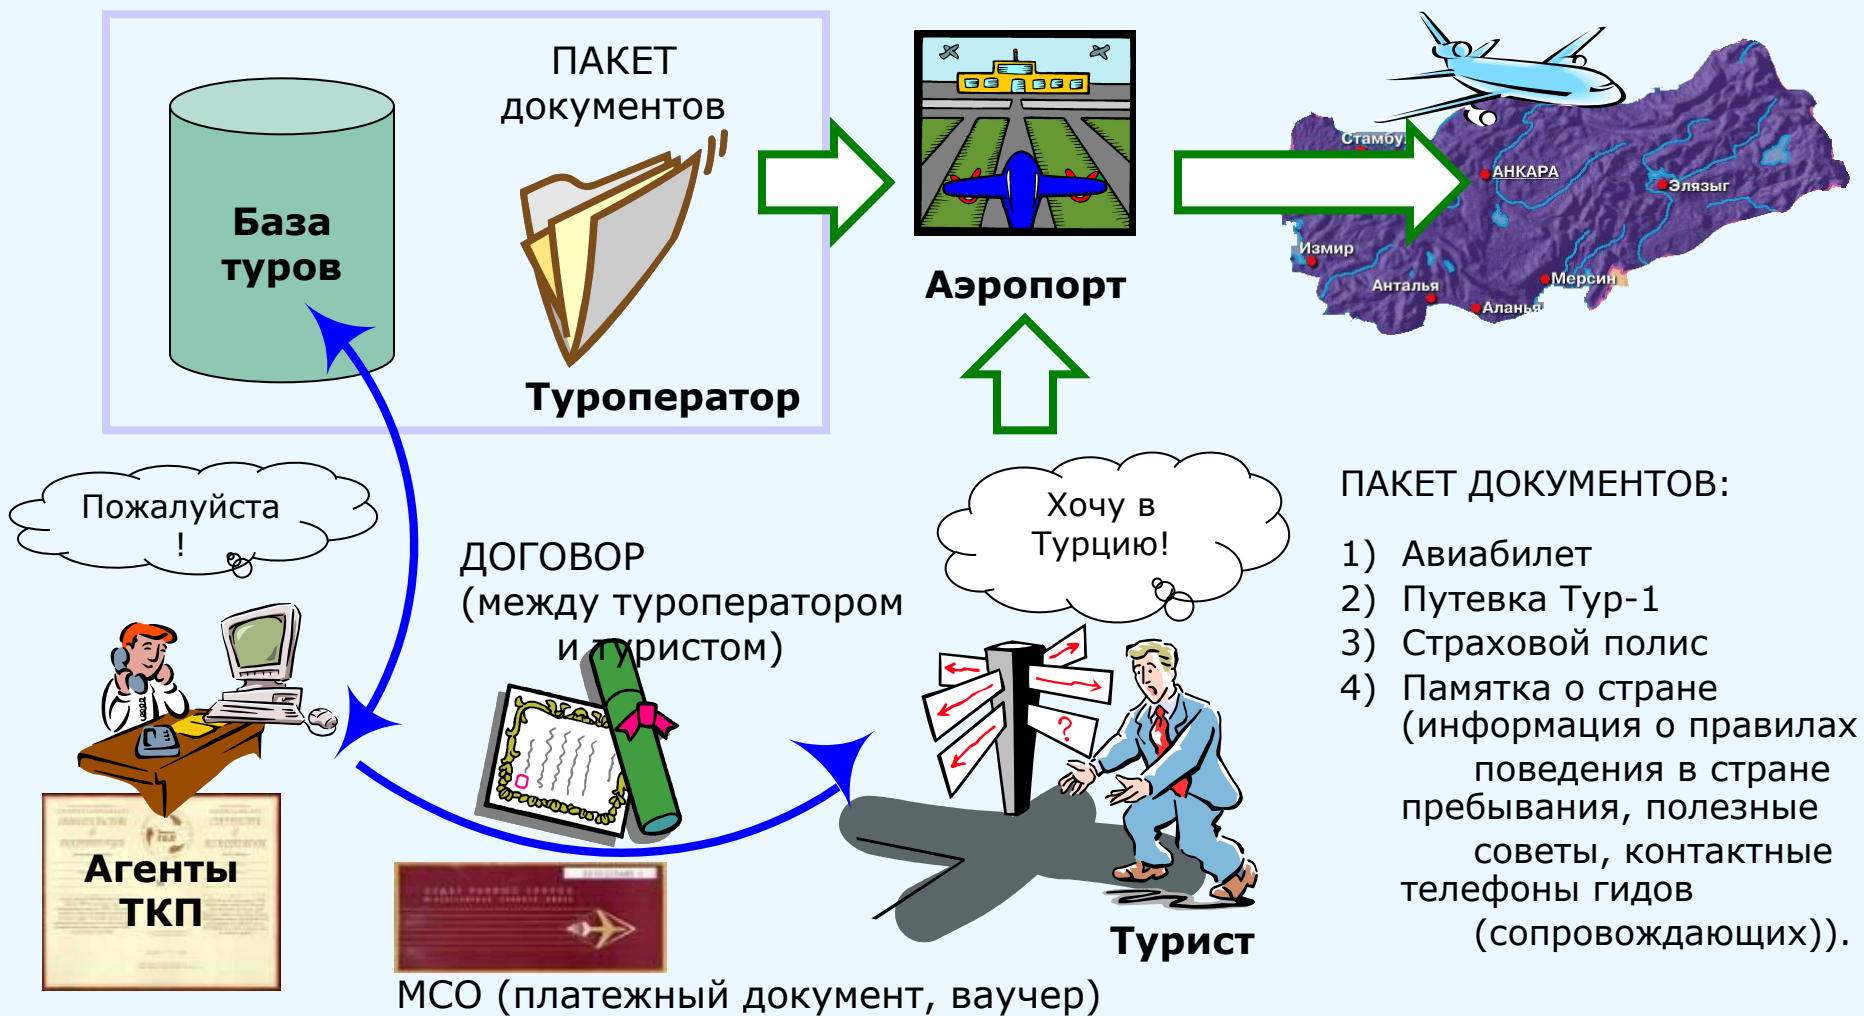 ПАКЕТ
документов
База
туров
Туроператор
Аэропорт
Стамбу
АНКАРА
Элязыг
Измир
Анталья
Мерсин
Аланья
Пожалуйста
!
ДОГОВОР
(между туроператором
и туристом)
Хочу в
Турцию!
?
Агенты
ТКП
МСО (платежный документ, ваучер)
Турист
ПАКЕТ ДОКУМЕНТОВ:
1) Авиабилет
2) Путевка Тур-1
3) Страховой полис
4) Памятка о стране
(информация о правилах
поведения в стране
пребывания, полезные
советы, контактные
телефоны гидов
(сопровождающих)).